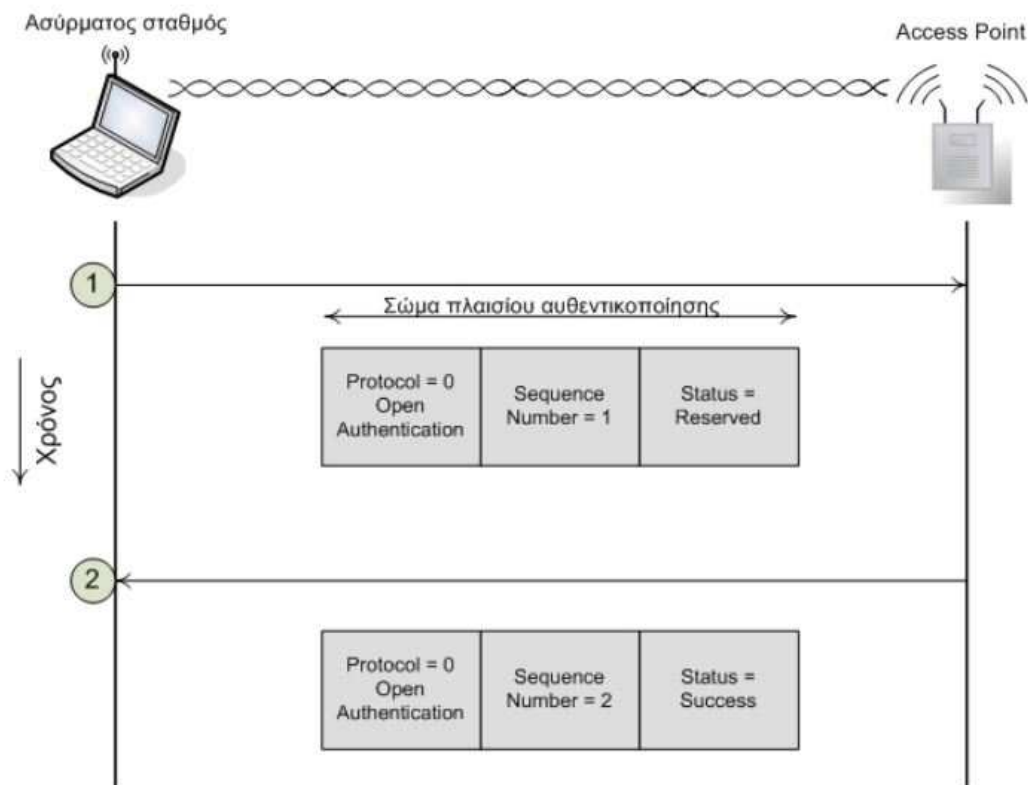 Ασύρματος σταθμός
Access Point
1
Σώμα πλαισίου αυθεντικοποίησης
Protocol = 0
Open
Authentication
Sequence
Number = 1
Status =
Reserved
Χρόνος
2
Protocol = 0
Open
Authentication
Sequence
Number = 2
Status =
Success